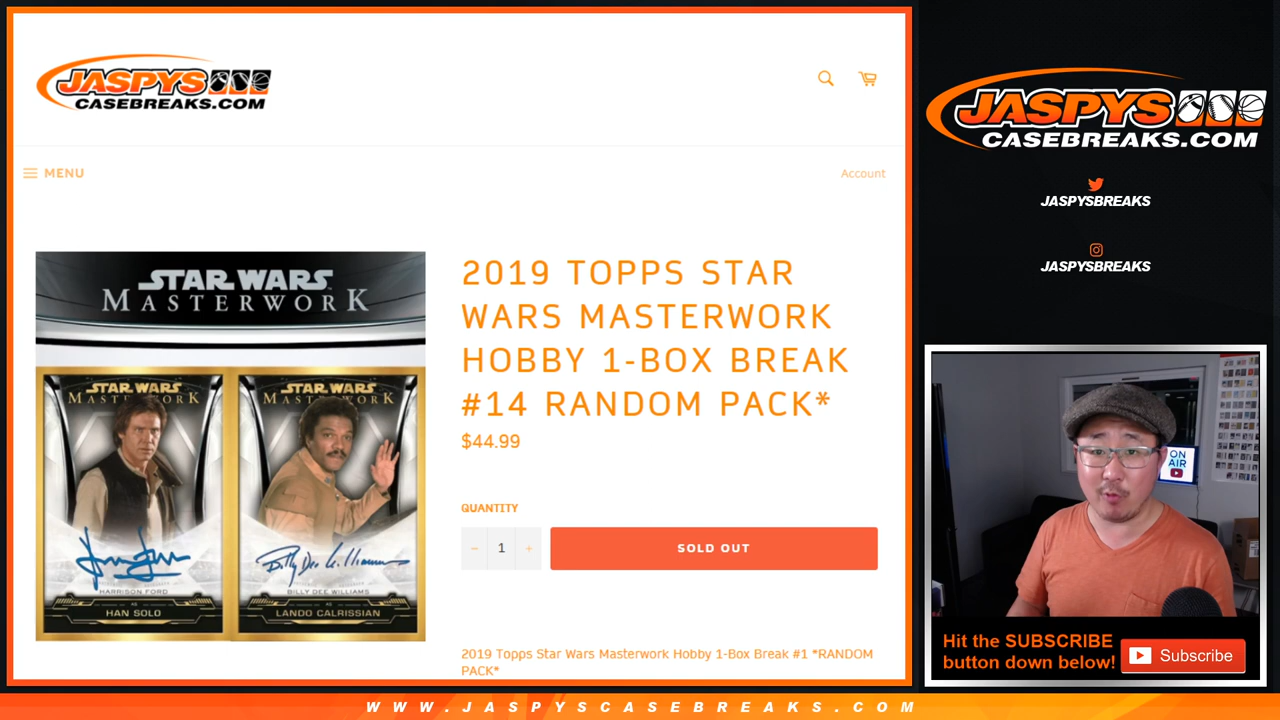 JASPYS
CASEBREAKS.COM
MENU
Account
STAR WARS
MASTERWORK
STAR WARS
MASTERWORK
HARRISON FORD
AS
HAN SOLO
STAR WARS
MASTERWORK
BILLY DEE WILLIAMS
AS
LANDO CALRISSIAN
2019 TOPPS STAR
WARS MASTERWORK
HOBBY 1-BOX BREAK
#14 RANDOM PACK*
$44.99
QUANTITY
− 1 +
SOLD OUT
2019 Topps Star Wars Masterwork Hobby 1-Box Break #1 *RANDOM
PACK*
JASPYS
CASEBREAKS.COM
JASPYSBREAKS
JASPYSBREAKS
ON
AIR
Hit the SUBSCRIBE
button down below!
Subscribe
WWW.JASPYSCASEBREAKS.COM